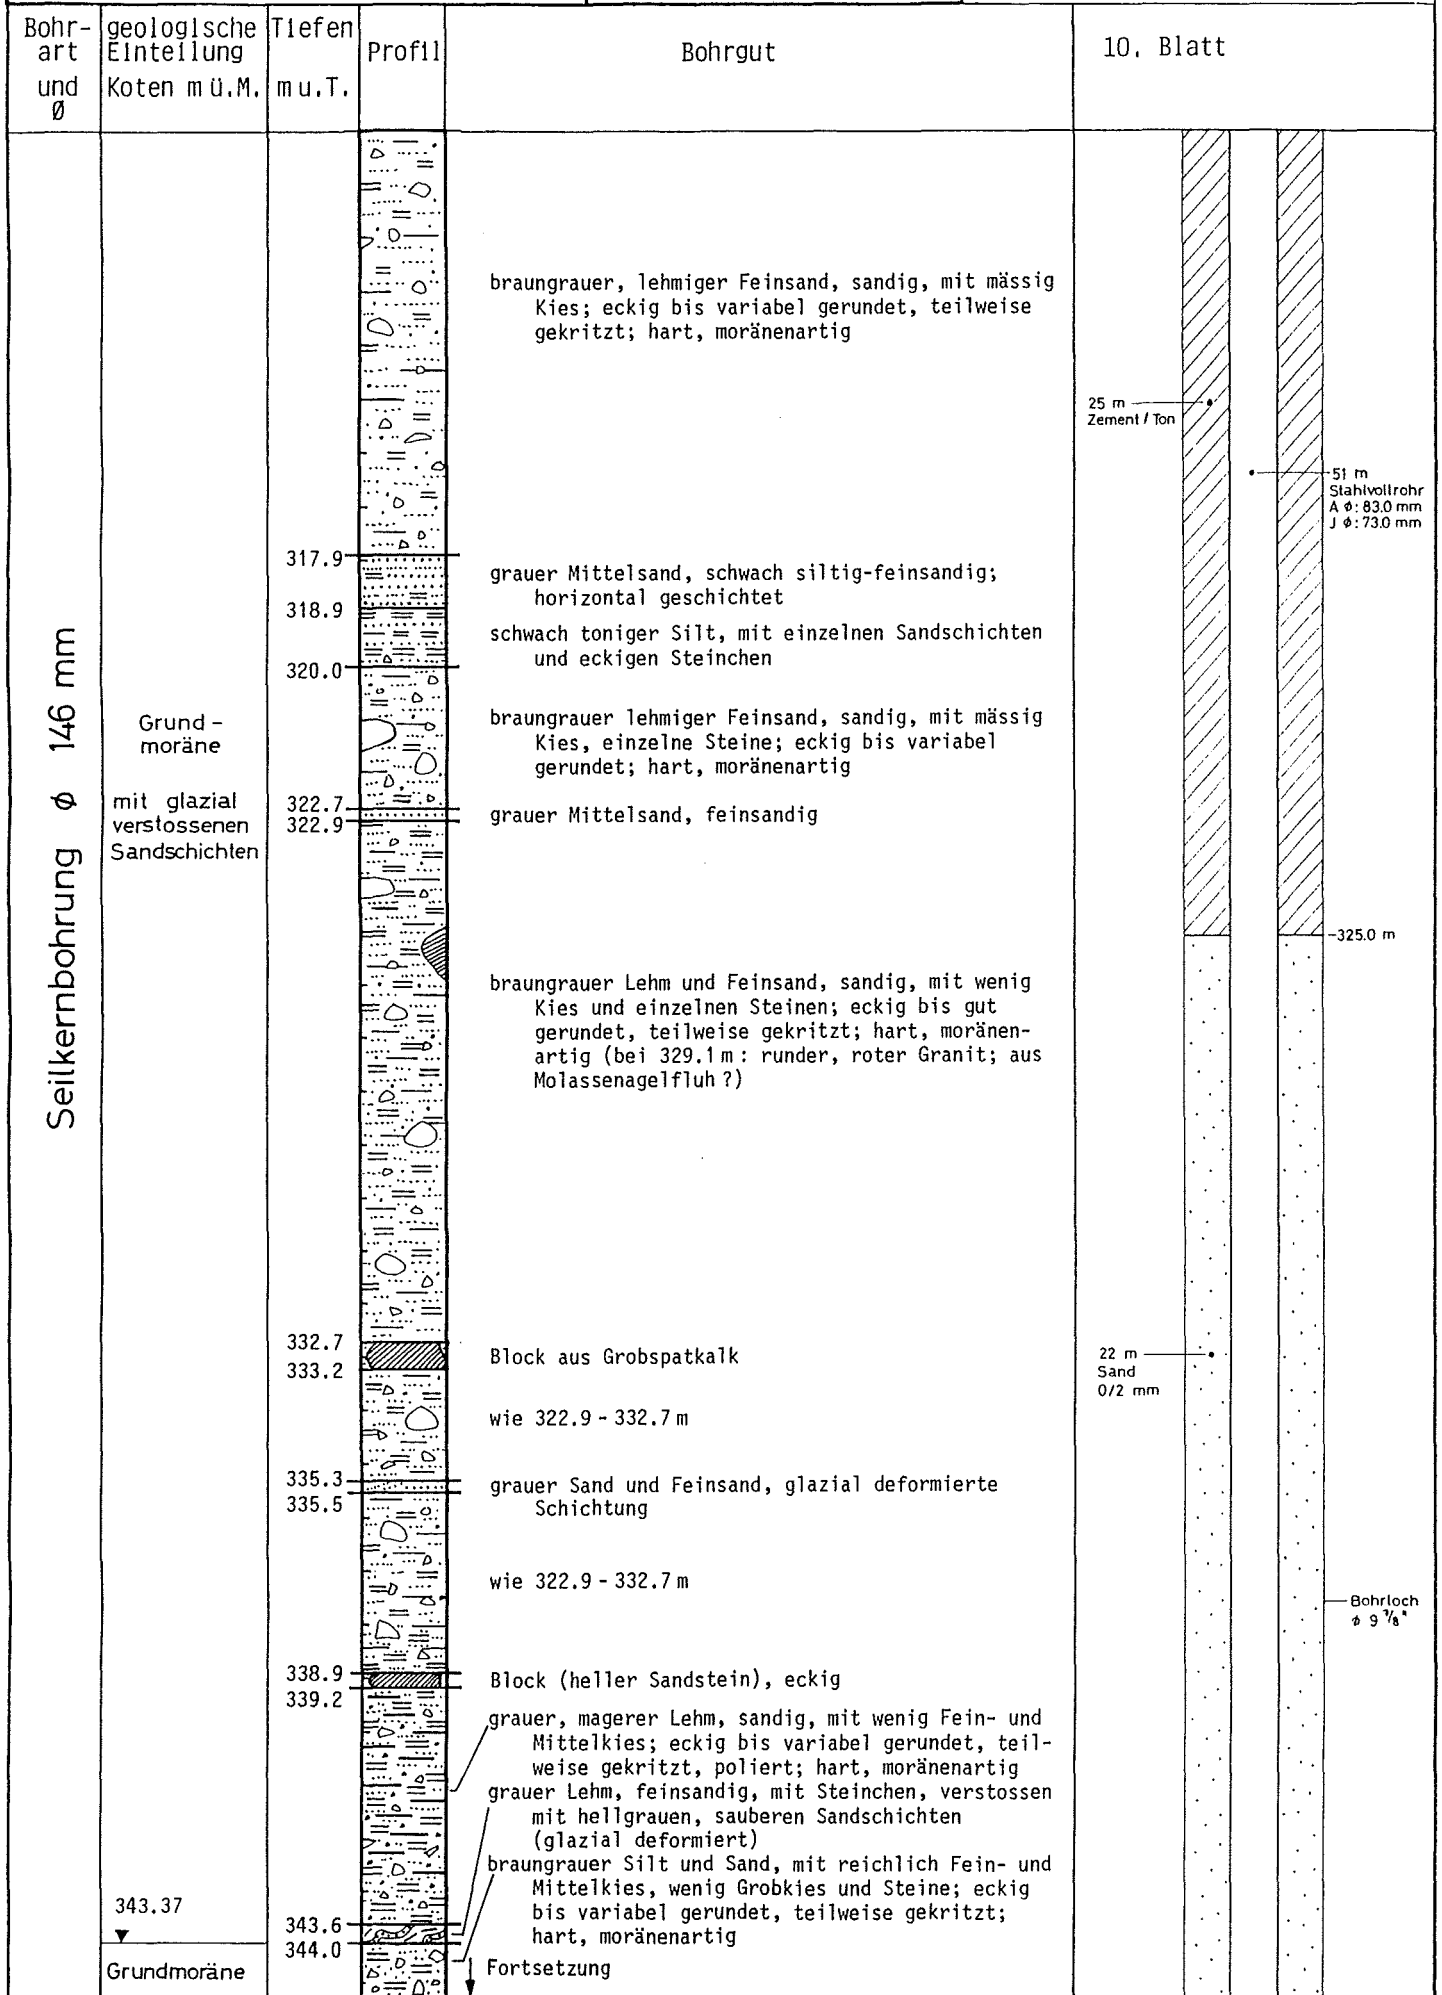 Bohr-
art
und
Ø
geologische
Einteilung
Koten m ü.M.
Tiefen
m u.T.
Profil
Bohrgut
10. Blatt
braungrauer, lehmiger Feinsand, sandig, mit mässig
Kies; eckig bis variabel gerundet, teilweise
gekritzt; hart, moränenartig
25 m
Zement / Ton
51 m
Stahlvollrohr
A ϕ: 83.0 mm
J ϕ: 73.0 mm
317.9
grauer Mittelsand, schwach siltig-feinsandig;
horizontal geschichtet
318.9
schwach toniger Silt, mit einzelnen Sandschichten
und eckigen Steinchen
320.0
Seilkernbohrung ϕ 146 mm
Grund-
moräne
mit glazial
verstossenen
Sandschichten
braungrauer lehmiger Feinsand, sandig, mit mässig
Kies, einzelne Steine; eckig bis variabel
gerundet; hart, moränenartig
322.7
322.9
grauer Mittelsand, feinsandig
-325.0 m
braungrauer Lehm und Feinsand, sandig, mit wenig
Kies und einzelnen Steinen; eckig bis gut
gerundet, teilweise gekritzt; hart, moränen-
artig (bei 329.1 m: runder, roter Granit; aus
Molassenagelfluh ?)
332.7
333.2
Block aus Grobspatkalk
22 m
Sand
0/2 mm
wie 322.9 - 332.7 m
335.3
335.5
grauer Sand und Feinsand, glazial deformierte
Schichtung
wie 322.9 - 332.7 m
Bohrloch
ϕ 9 7/8"
338.9
339.2
Block (heller Sandstein), eckig
grauer, magerer Lehm, sandig, mit wenig Fein- und
Mittelkies; eckig bis variabel gerundet, teil-
weise gekritzt, poliert; hart, moränenartig
grauer Lehm, feinsandig, mit Steinchen, verstossen
mit hellgrauen, sauberen Sandschichten
(glazial deformiert)
braungrauer Silt und Sand, mit reichlich Fein- und
Mittelkies, wenig Grobkies und Steine; eckig
bis variabel gerundet, teilweise gekritzt;
hart, moränenartig
343.37
343.6
344.0
Grundmoräne
Fortsetzung